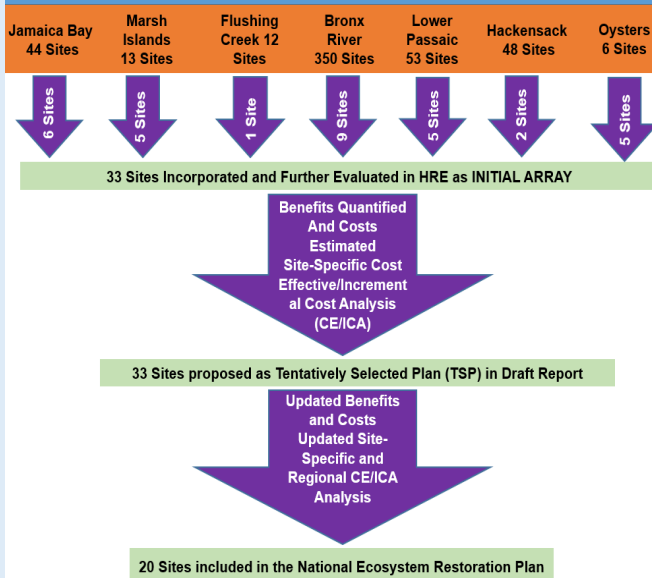 Jamaica Bay
44 Sites
Marsh
Islands
13 Sites
Flushing
Creek 12
Sites
Bronx
River
350 Sites
Lower
Passaic
53 Sites
Hackensack
48 Sites
Oysters
6 Sites
6 Sites
5 Sites
1 Site
9 Sites
5 Sites
2 Sites
5 Sites
33 Sites Incorporated and Further Evaluated in HRE as INITIAL ARRAY
Benefits Quantified
And Costs
Estimated
Site-Specific Cost
Effective/Increment
al Cost Analysis
(CE/ICA)
33 Sites proposed as Tentatively Selected Plan (TSP) in Draft Report
Updated Benefits
and Costs
Updated Site-
Specific and
Regional CE/ICA
Analysis
20 Sites included in the National Ecosystem Restoration Plan